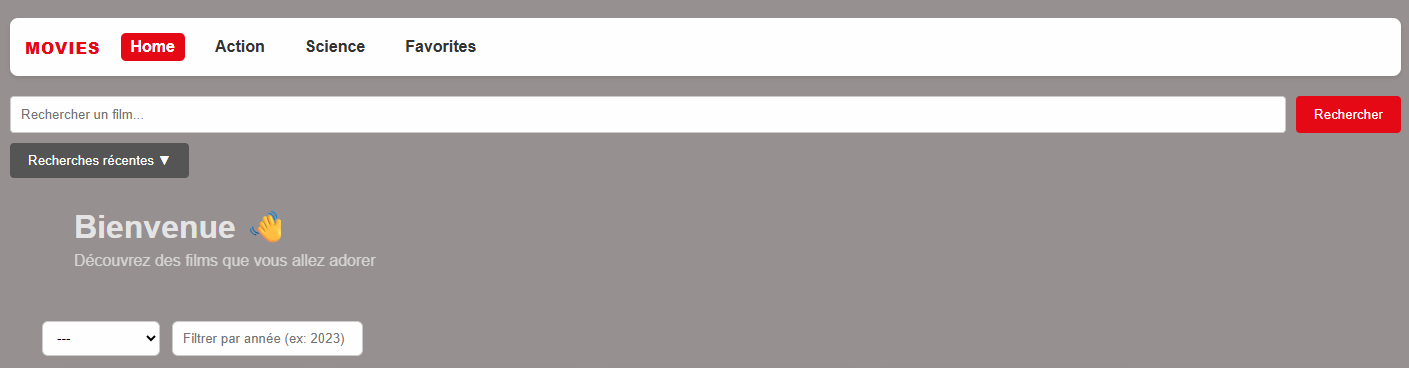 MOVIES Home Action Science Favorites
Rechercher un film... Rechercher
Recherches récentes ▼
Bienvenue 👋
Découvrez des films que vous allez adorer
--- Filtrer par année (ex: 2023)